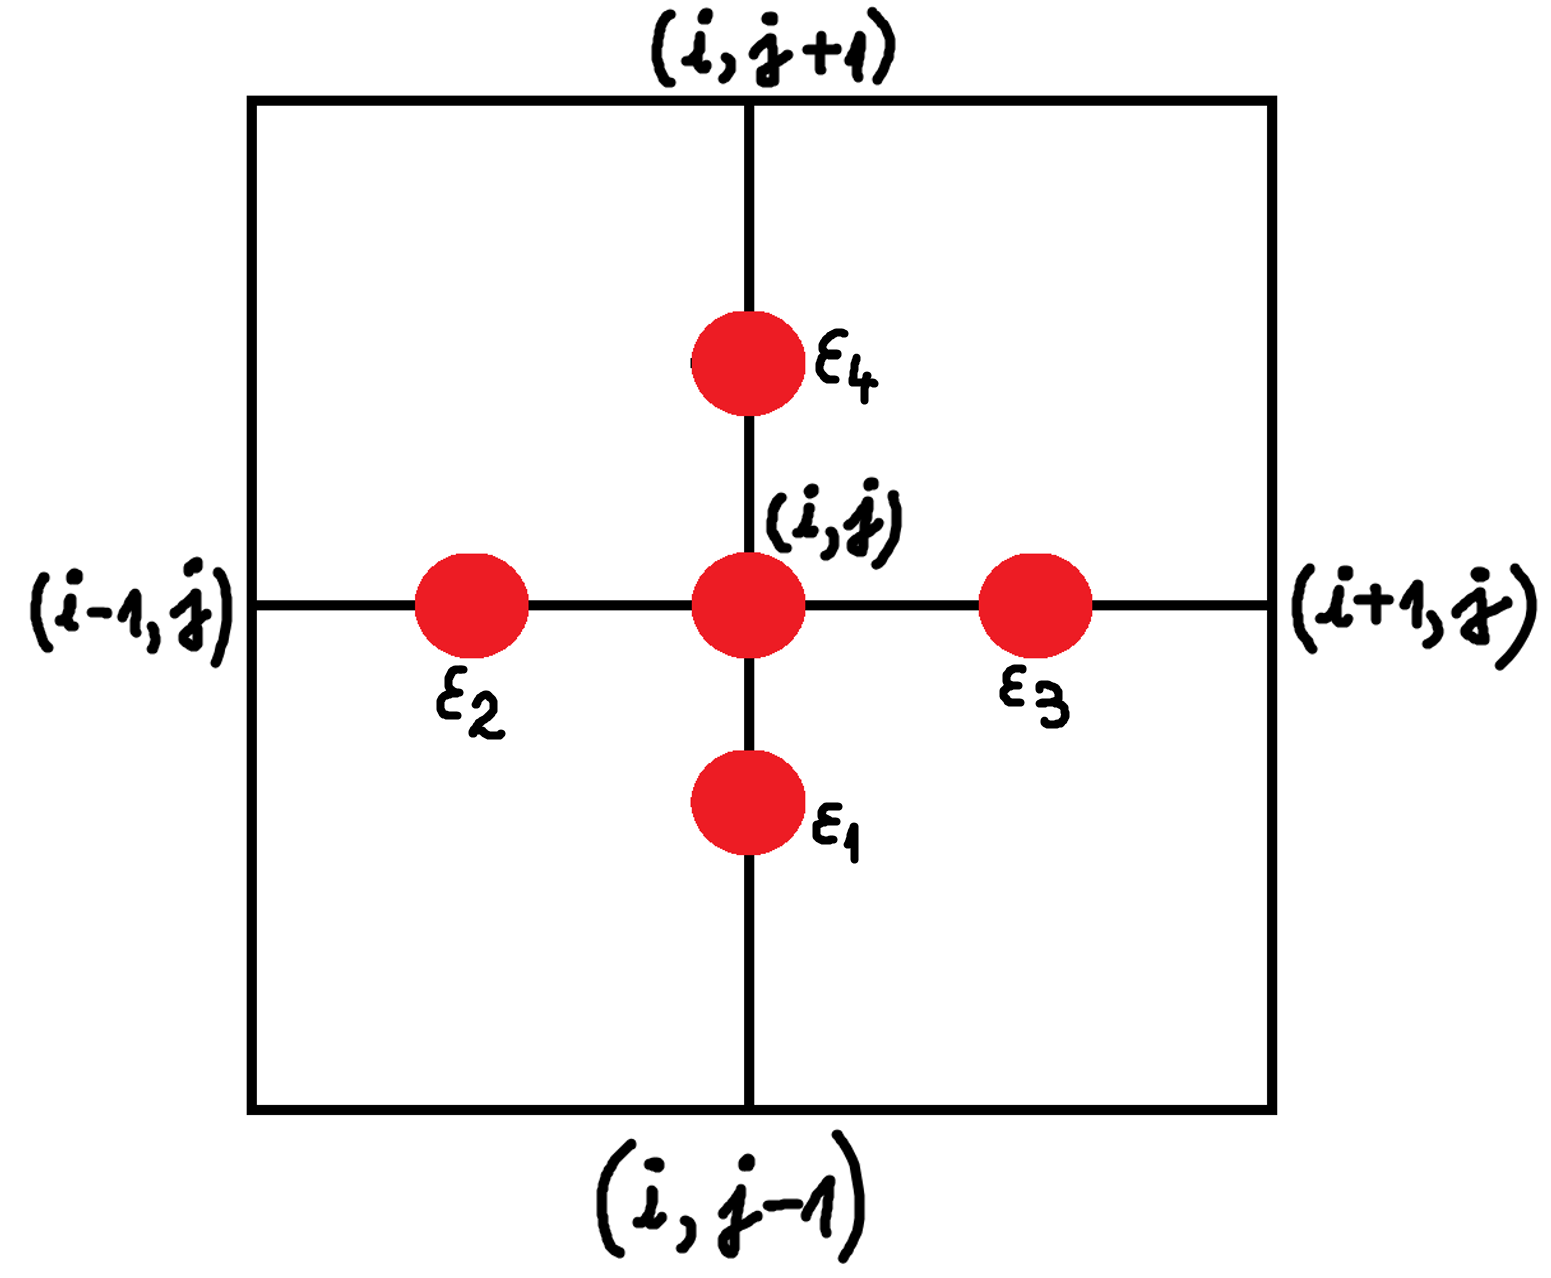 (i, j+1)
ε4
(i, j)
(i-1, j)
(i+1, j)
ε2
ε3
ε1
(i, j-1)